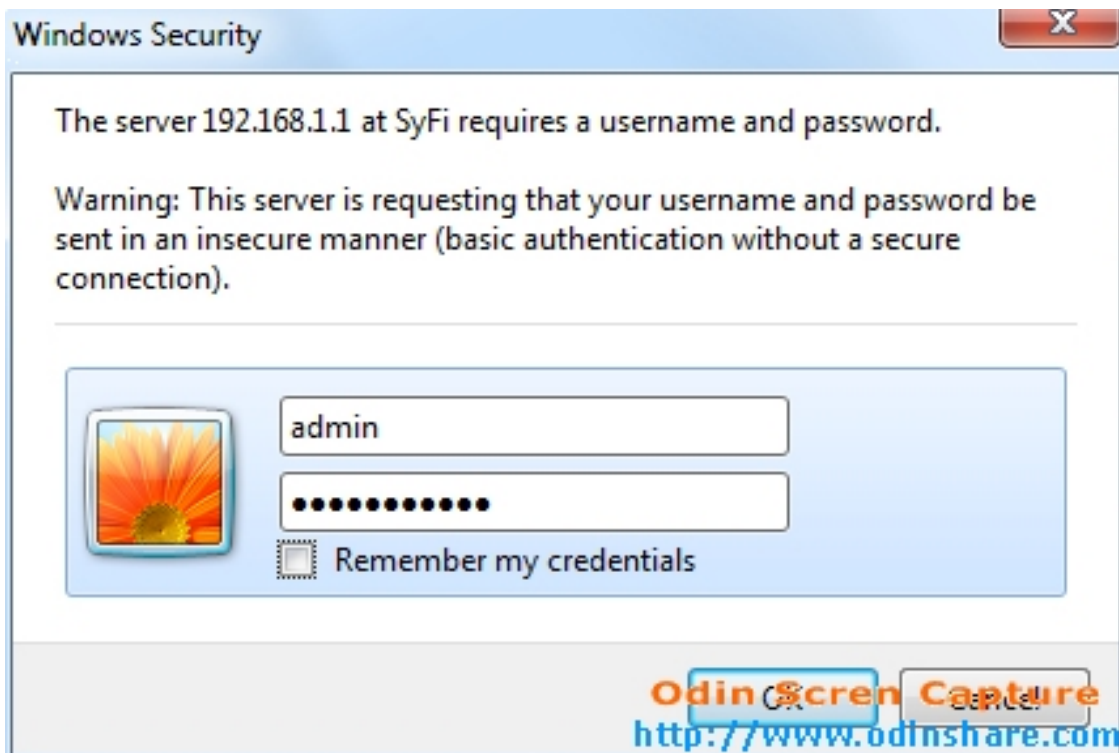 Windows Security
The server 192.168.1.1 at SyFi requires a username and password.
Warning: This server is requesting that your username and password be
sent in an insecure manner (basic authentication without a secure
connection).
admin
●●●●●●●●●●●
Remember my credentials
OK Cancel
Odin Scren Capture
http://www.odinshare.com